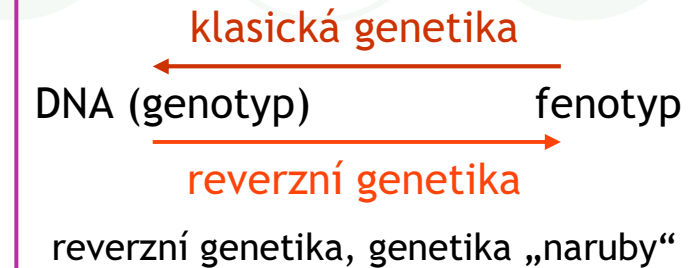 klasická genetika
DNA (genotyp) fenotyp
reverzní genetika
reverzní genetika, genetika „naruby“